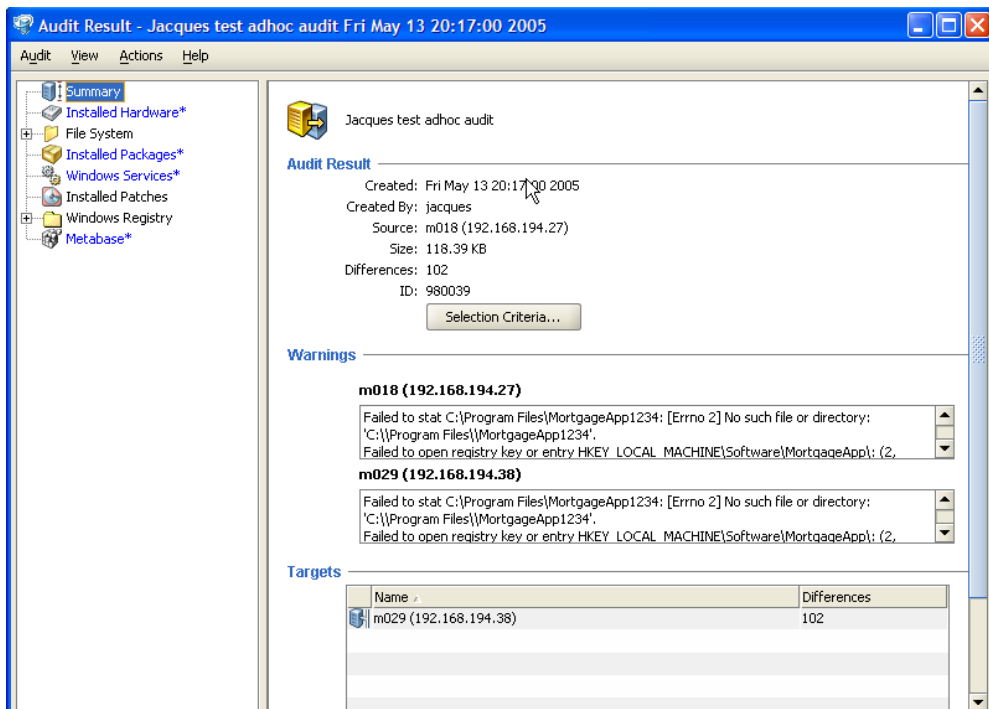 Audit Result - Jacques test adhoc audit Fri May 13 20:17:00 2005
Audit View Actions Help
Summary
Installed Hardware*
File System
Installed Packages*
Windows Services*
Installed Patches
Windows Registry
Metabase*
Jacques test adhoc audit
Audit Result
Created: Fri May 13 20:17:00 2005
Created By: jacques
Source: m018 (192.168.194.27)
Size: 118.39 KB
Differences: 102
ID: 980039
Selection Criteria...
Warnings
m018 (192.168.194.27)
Failed to stat C:\Program Files\MortgageApp1234: [Errno 2] No such file or directory:
'C:\\Program Files\\MortgageApp1234'.
Failed to open registry key or entry HKEY_LOCAL_MACHINE\Software\MortgageApp\: (2,
m029 (192.168.194.38)
Failed to stat C:\Program Files\MortgageApp1234: [Errno 2] No such file or directory:
'C:\\Program Files\\MortgageApp1234'.
Failed to open registry key or entry HKEY_LOCAL_MACHINE\Software\MortgageApp\: (2,
Targets
Name Differences
m029 (192.168.194.38) 102